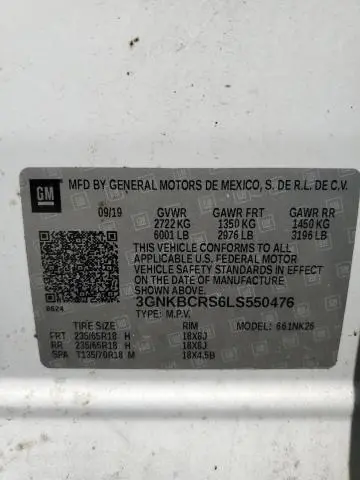 GM MFD BY GENERAL MOTORS DE MEXICO, S. DE R.L. DE C.V.
09/19 GVWR GAWR FRT GAWR RR
2722 KG 1350 KG 1450 KG
6001 LB 2976 LB 3196 LB
THIS VEHICLE CONFORMS TO ALL
APPLICABLE U.S. FEDERAL MOTOR
VEHICLE SAFETY STANDARDS IN
EFFECT ON THE DATE OF MANUFACTURE
SHOWN ABOVE.
3GNKBCRS6LS550476
8624 TYPE: M.P.V.
TIRE SIZE RIM MODEL: 661NK26
FRT 235/65R18 H 18X8J
RR 235/65R18 H 18X8J
SPA T135/70R18 M 18X4.5B